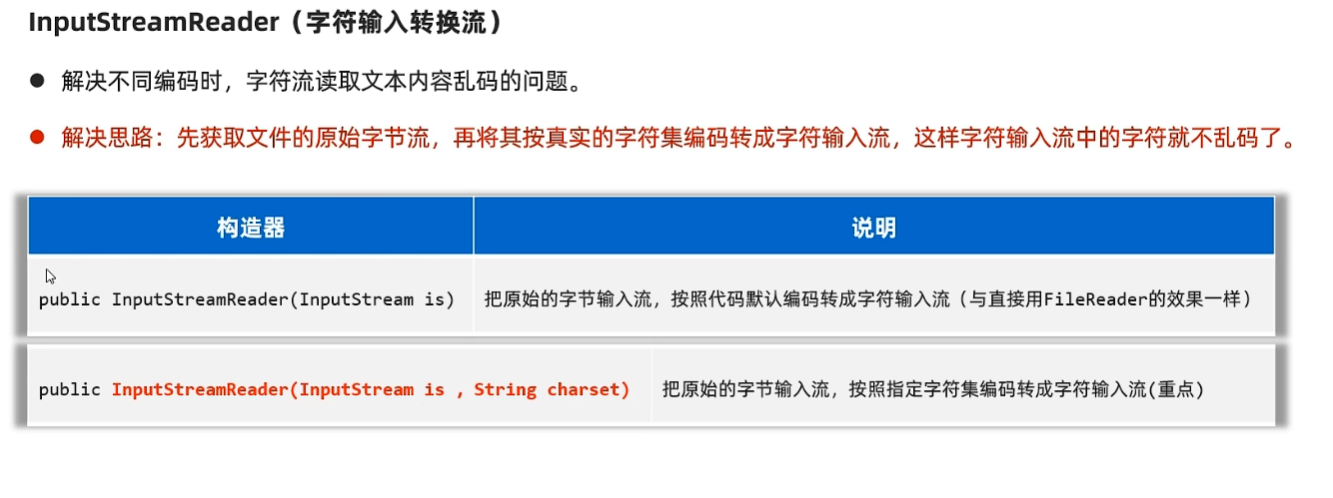 InputStreamReader（字符输入转换流）
● 解决不同编码时，字符流读取文本内容乱码的问题。
● 解决思路：先获取文件的原始字节流，再将其按真实的字符集编码转成字符输入流，这样字符输入流中的字符就不乱码了。
构造器 说明
public InputStreamReader(InputStream is) 把原始的字节输入流，按照代码默认编码转成字符输入流（与直接用FileReader的效果一样）
public InputStreamReader(InputStream is , String charset) 把原始的字节输入流，按照指定字符集编码转成字符输入流(重点)